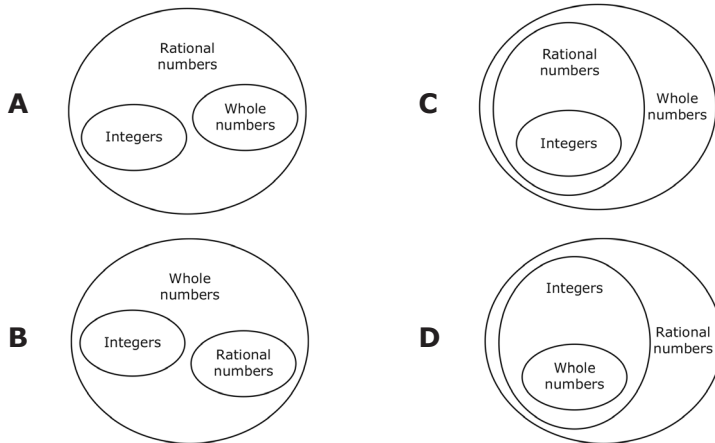 A
Rational
numbers
Integers
Whole
numbers
B
Whole
numbers
Integers
Rational
numbers
C
Rational
numbers
Integers
Whole
numbers
D
Integers
Whole
numbers
Rational
numbers